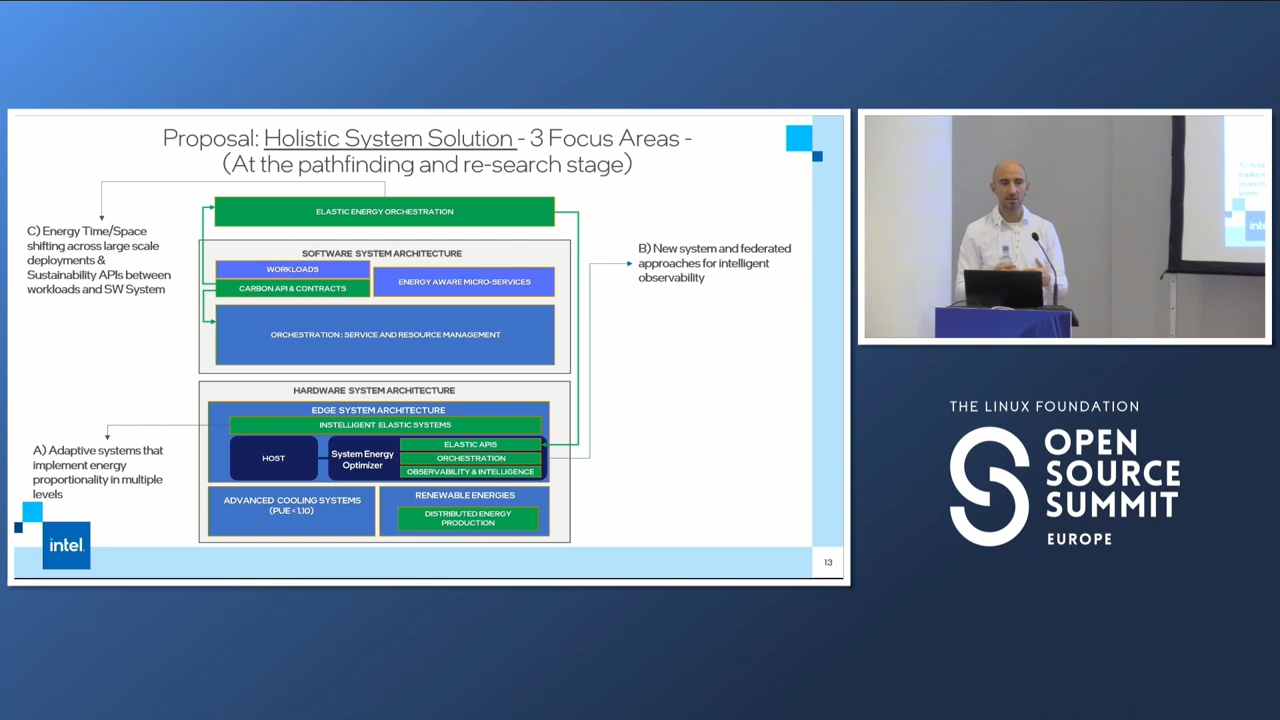 Proposal: Holistic System Solution - 3 Focus Areas -
(At the pathfinding and re-search stage)
C) Energy Time/Space
shifting across large scale
deployments &
Sustainability APIs between
workloads and SW System
ELASTIC ENERGY ORCHESTRATION
SOFTWARE SYSTEM ARCHITECTURE
WORKLOADS
CARBON API & CONTRACTS
ENERGY AWARE MICRO-SERVICES
ORCHESTRATION : SERVICE AND RESOURCE MANAGEMENT
B) New system and federated
approaches for intelligent
observability
HARDWARE SYSTEM ARCHITECTURE
EDGE SYSTEM ARCHITECTURE
INSTELLIGENT ELASTIC SYSTEMS
HOST
System Energy
Optimizer
ELASTIC APIS
ORCHESTRATION
OBSERVABILITY & INTELLIGENCE
A) Adaptive systems that
implement energy
proportionality in multiple
levels
ADVANCED COOLING SYSTEMS
(PUE < 1.10)
RENEWABLE ENERGIES
DISTRIBUTED ENERGY
PRODUCTION
intel.
13
THE LINUX FOUNDATION
OPEN
SOURCE
SUMMIT
EUROPE